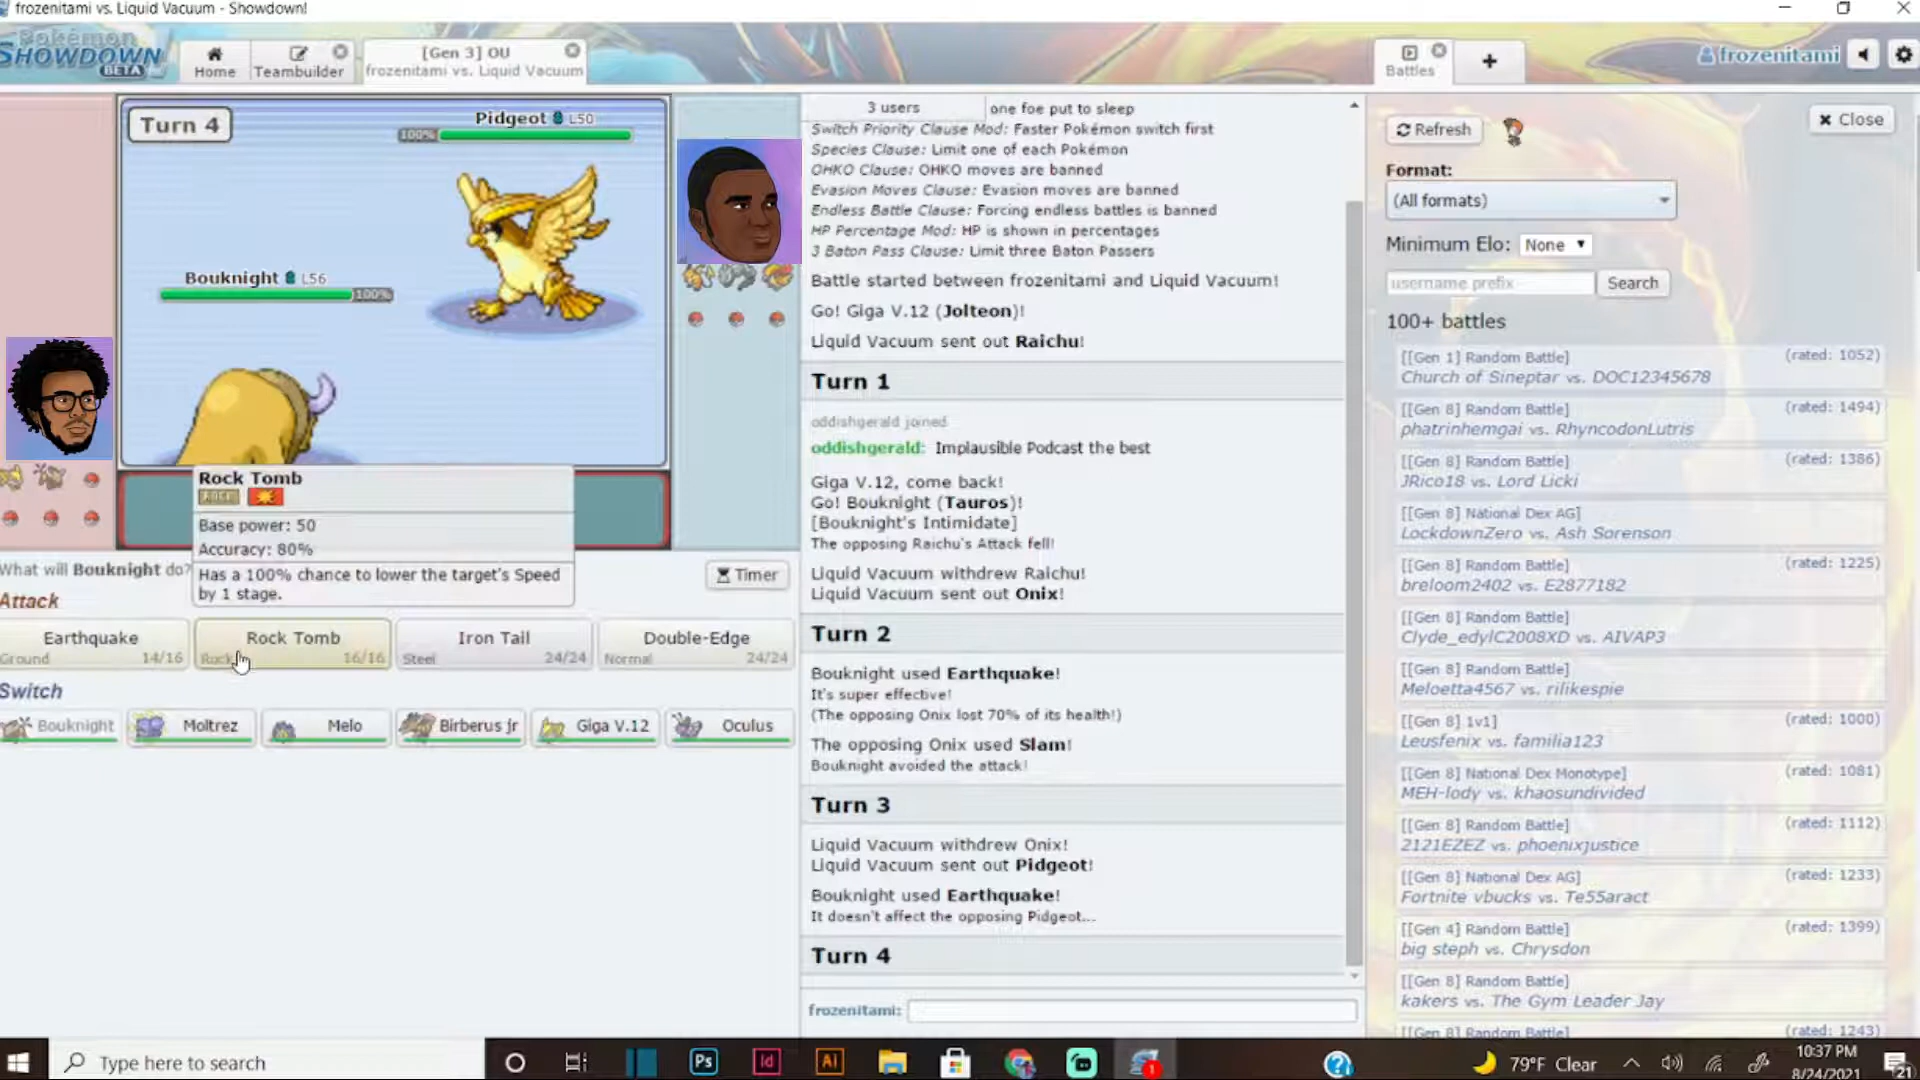 frozenitami vs. Liquid Vacuum - Showdown!
Pokémon
SHOWDOWN
BETA
Home
Teambuilder
[Gen 3] OU
frozenitami vs. Liquid Vacuum
Battles
frozenitami
Turn 4
Pidgeot L50
100%
Bouknight L56
100%
Rock Tomb
ROCK
Base power: 50
Accuracy: 80%
Has a 100% chance to lower the target's Speed
by 1 stage.
What will Bouknight do?
Timer
Attack
Earthquake
Ground 14/16
Rock Tomb
Rock 16/16
Iron Tail
Steel 24/24
Double-Edge
Normal 24/24
Switch
Bouknight
Moltrez
Melo
Birberus jr
Giga V.12
Oculus
3 users
one foe put to sleep
Switch Priority Clause Mod: Faster Pokémon switch first
Species Clause: Limit one of each Pokémon
OHKO Clause: OHKO moves are banned
Evasion Moves Clause: Evasion moves are banned
Endless Battle Clause: Forcing endless battles is banned
HP Percentage Mod: HP is shown in percentages
3 Baton Pass Clause: Limit three Baton Passers
Battle started between frozenitami and Liquid Vacuum!
Go! Giga V.12 (Jolteon)!
Liquid Vacuum sent out Raichu!
Turn 1
oddishgerald joined
oddishgerald: Implausible Podcast the best
Giga V.12, come back!
Go! Bouknight (Tauros)!
[Bouknight's Intimidate]
The opposing Raichu's Attack fell!
Liquid Vacuum withdrew Raichu!
Liquid Vacuum sent out Onix!
Turn 2
Bouknight used Earthquake!
It's super effective!
(The opposing Onix lost 70% of its health!)
The opposing Onix used Slam!
Bouknight avoided the attack!
Turn 3
Liquid Vacuum withdrew Onix!
Liquid Vacuum sent out Pidgeot!
Bouknight used Earthquake!
It doesn't affect the opposing Pidgeot...
Turn 4
frozenitami:
Refresh
Close
Format:
(All formats)
Minimum Elo: None
username prefix
Search
100+ battles
[[Gen 1] Random Battle] (rated: 1052)
Church of Sineptar vs. DOC12345678
[[Gen 8] Random Battle] (rated: 1494)
phatrinhemgai vs. RhyncodonLutris
[[Gen 8] Random Battle] (rated: 1386)
JRico18 vs. Lord Licki
[[Gen 8] National Dex AG]
LockdownZero vs. Ash Sorenson
[[Gen 8] Random Battle] (rated: 1225)
breloom2402 vs. E2877182
[[Gen 8] Random Battle]
Clyde_edylC2008XD vs. AIVAP3
[[Gen 8] Random Battle]
Meloetta4567 vs. rilikespie
[[Gen 8] 1v1] (rated: 1000)
Leusfenix vs. familia123
[[Gen 8] National Dex Monotype] (rated: 1081)
MEH-lody vs. khaosundivided
[[Gen 8] Random Battle] (rated: 1112)
2121EZEZ vs. phoenixjustice
[[Gen 8] National Dex AG] (rated: 1233)
Fortnite vbucks vs. Te55aract
[[Gen 4] Random Battle] (rated: 1399)
big steph vs. Chrysdon
[[Gen 8] Random Battle]
kakers vs. The Gym Leader Jay
[[Gen 8] Random Battle] (rated: 1243)
Type here to search
Ps
Id
Ai
1
79°F Clear
10:37 PM
8/24/2021
21